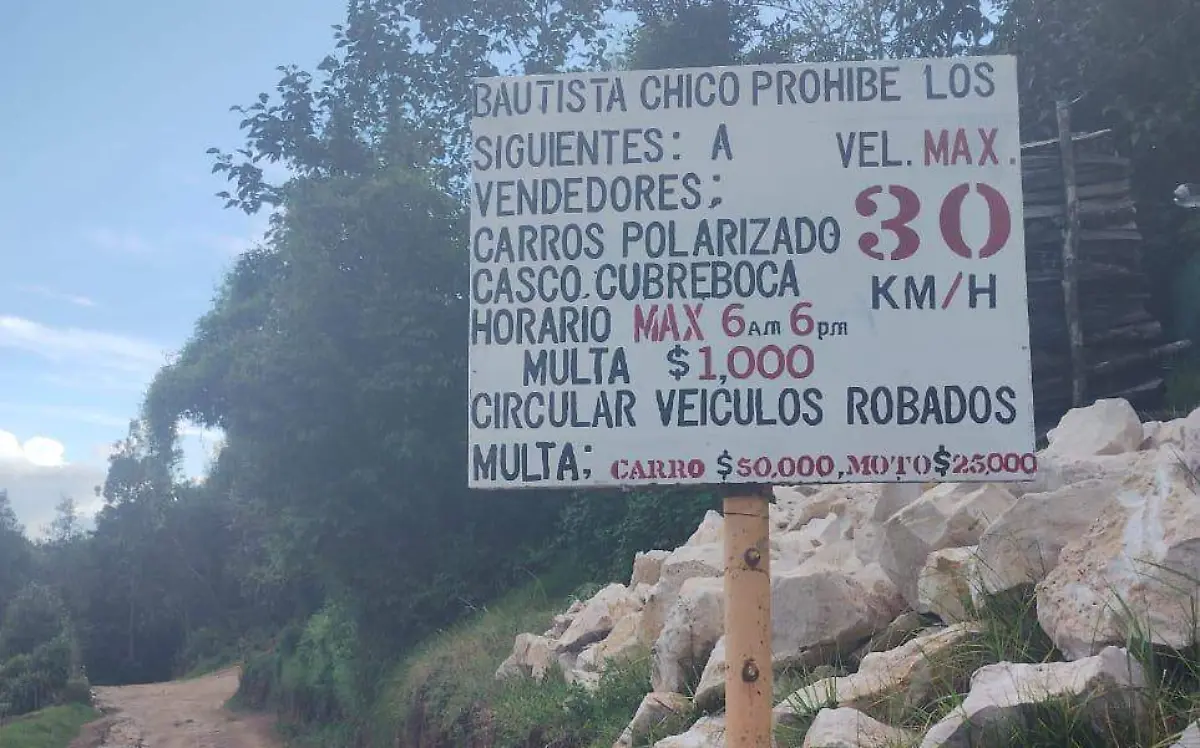 BAUTISTA CHICO PROHIBE LOS
SIGUIENTES: A
VENDEDORES;
CARROS POLARIZADO
CASCO. CUBREBOCA
HORARIO MAX 6AM 6pm
MULTA $1,000
VEL. MAX.
30
KM/H
CIRCULAR VEICULOS ROBADOS
MULTA; CARRO $50,000, MOTO$25,000